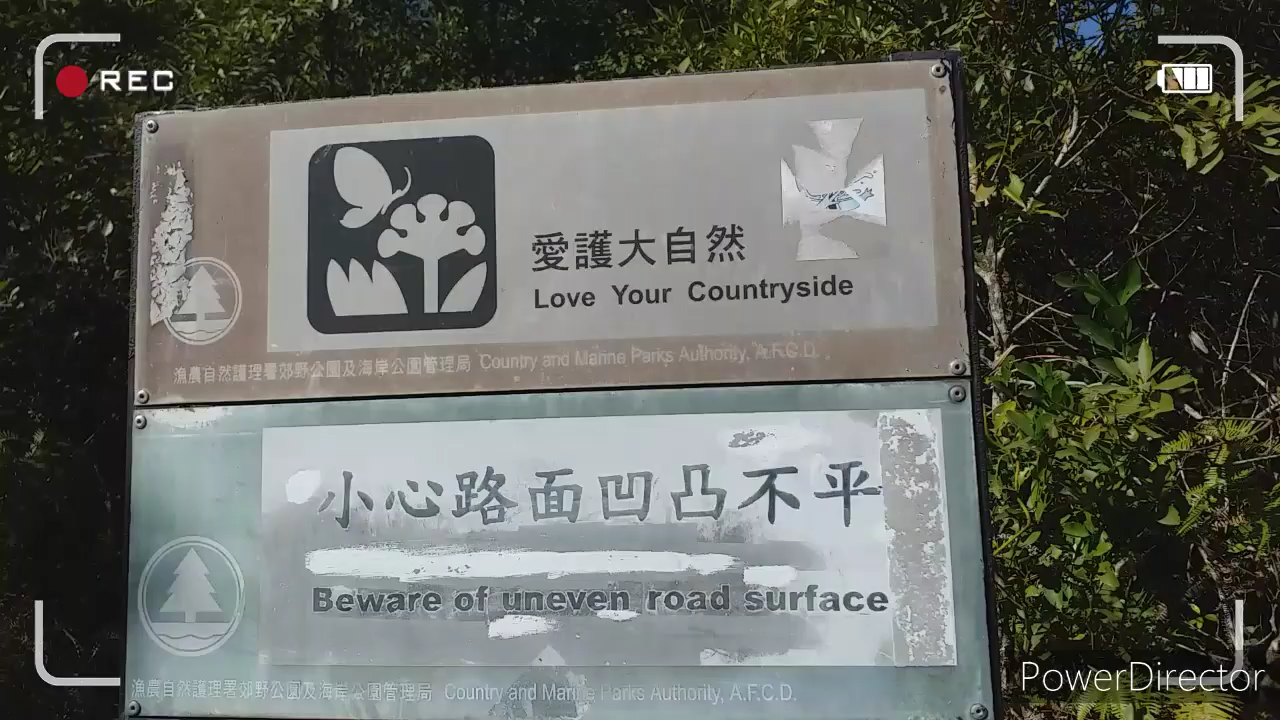 REC
愛護大自然
Love Your Countryside
漁農自然護理署郊野公園及海岸公園管理局 Country and Marine Parks Authority, A.F.C.D.
小心路面凹凸不平
Beware of uneven road surface
漁農自然護理署郊野公園及海岸公園管理局 Country and Marine Parks Authority, A.F.C.D.
PowerDirector